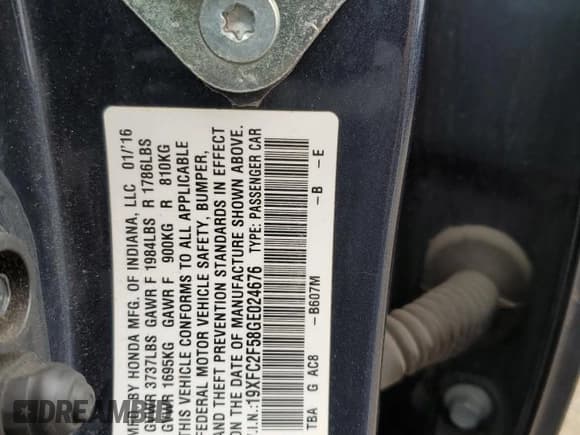 MFD. BY HONDA MFG. OF INDIANA, LLC 01/'16
GVWR 3737LBS GAWR F 1984LBS R 1786LBS
GVWR 1695KG GAWR F 900KG R 810KG
THIS VEHICLE CONFORMS TO ALL APPLICABLE
FEDERAL MOTOR VEHICLE SAFETY, BUMPER,
AND THEFT PREVENTION STANDARDS IN EFFECT
ON THE DATE OF MANUFACTURE SHOWN ABOVE.
V.I.N.:19XFC2F58GE024676 TYPE: PASSENGER CAR
TBA G AC8 -B607M -B -E
DREAMBID